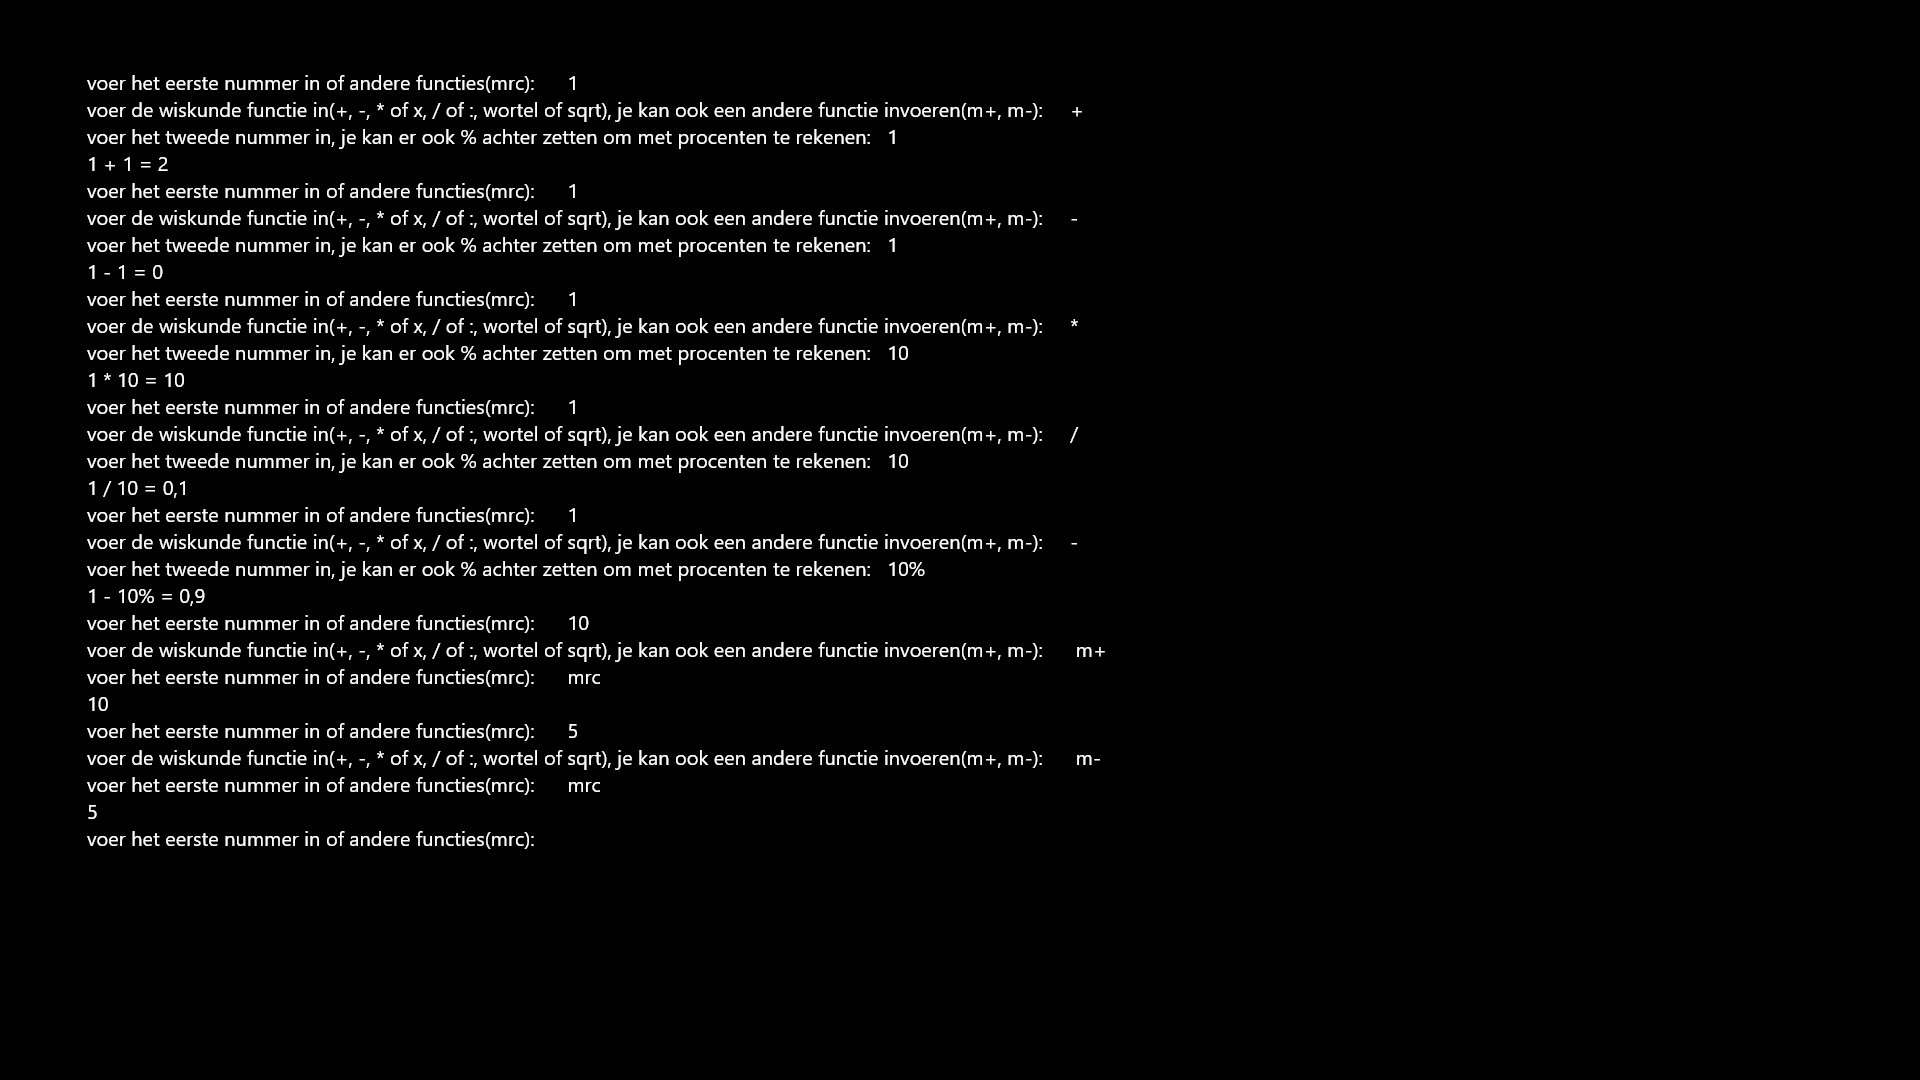 voer het eerste nummer in of andere functies(mrc): 1
voer de wiskunde functie in(+, -, * of x, / of :, wortel of sqrt), je kan ook een andere functie invoeren(m+, m-): +
voer het tweede nummer in, je kan er ook % achter zetten om met procenten te rekenen: 1
1 + 1 = 2
voer het eerste nummer in of andere functies(mrc): 1
voer de wiskunde functie in(+, -, * of x, / of :, wortel of sqrt), je kan ook een andere functie invoeren(m+, m-): -
voer het tweede nummer in, je kan er ook % achter zetten om met procenten te rekenen: 1
1 - 1 = 0
voer het eerste nummer in of andere functies(mrc): 1
voer de wiskunde functie in(+, -, * of x, / of :, wortel of sqrt), je kan ook een andere functie invoeren(m+, m-): *
voer het tweede nummer in, je kan er ook % achter zetten om met procenten te rekenen: 10
1 * 10 = 10
voer het eerste nummer in of andere functies(mrc): 1
voer de wiskunde functie in(+, -, * of x, / of :, wortel of sqrt), je kan ook een andere functie invoeren(m+, m-): /
voer het tweede nummer in, je kan er ook % achter zetten om met procenten te rekenen: 10
1 / 10 = 0,1
voer het eerste nummer in of andere functies(mrc): 1
voer de wiskunde functie in(+, -, * of x, / of :, wortel of sqrt), je kan ook een andere functie invoeren(m+, m-): -
voer het tweede nummer in, je kan er ook % achter zetten om met procenten te rekenen: 10%
1 - 10% = 0,9
voer het eerste nummer in of andere functies(mrc): 10
voer de wiskunde functie in(+, -, * of x, / of :, wortel of sqrt), je kan ook een andere functie invoeren(m+, m-): m+
voer het eerste nummer in of andere functies(mrc): mrc
10
voer het eerste nummer in of andere functies(mrc): 5
voer de wiskunde functie in(+, -, * of x, / of :, wortel of sqrt), je kan ook een andere functie invoeren(m+, m-): m-
voer het eerste nummer in of andere functies(mrc): mrc
5
voer het eerste nummer in of andere functies(mrc):